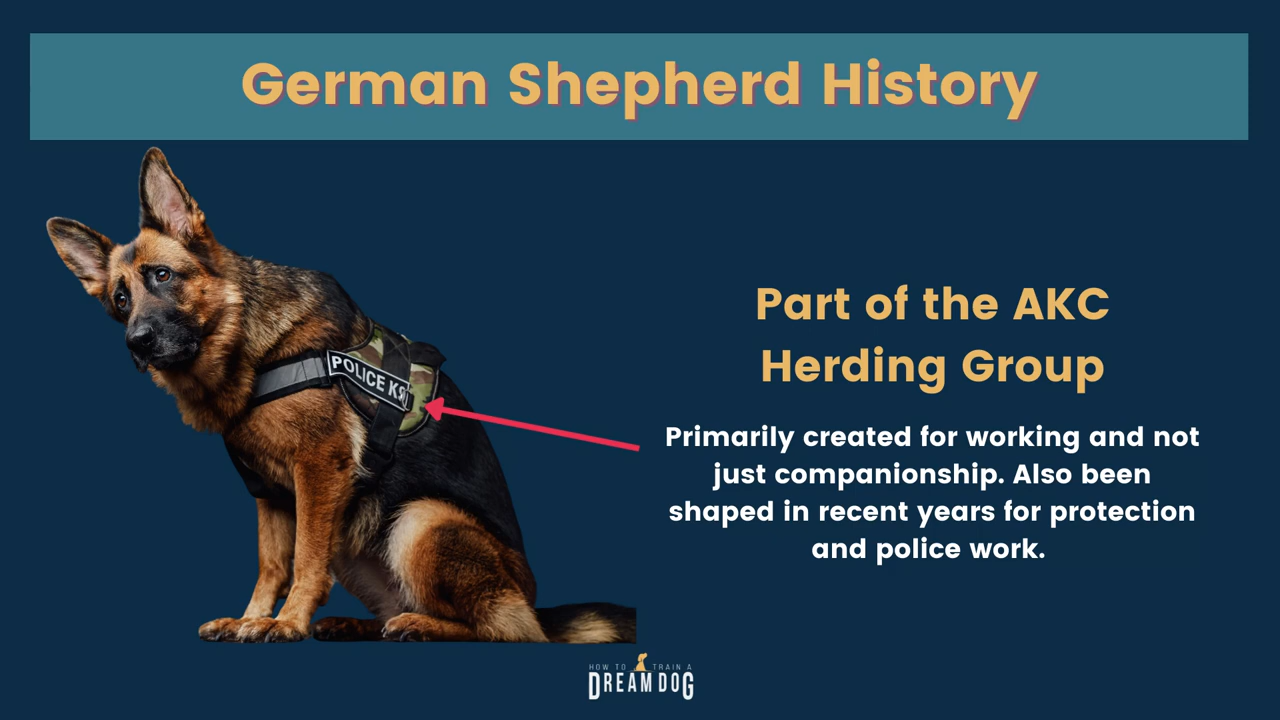 German Shepherd History
POLICE K9
Part of the AKC
Herding Group
Primarily created for working and not
just companionship. Also been
shaped in recent years for protection
and police work.
HOW TO TRAIN A
DREAM DOG